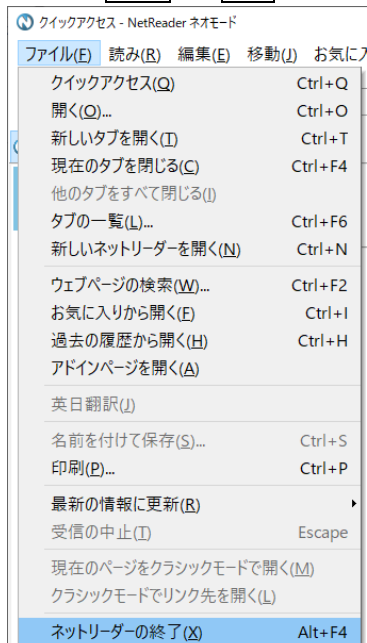 クイックアクセス - NetReader ネオモード
ファイル(F) 読み(R) 編集(E) 移動(J) お気に入
クイックアクセス(Q) Ctrl+Q
開く(O)... Ctrl+O
新しいタブを開く(T) Ctrl+T
現在のタブを閉じる(C) Ctrl+F4
他のタブをすべて閉じる(I)
タブの一覧(L)... Ctrl+F6
新しいネットリーダーを開く(N) Ctrl+N
ウェブページの検索(W)... Ctrl+F2
お気に入りから開く(F) Ctrl+I
過去の履歴から開く(H) Ctrl+H
アドインページを開く(A)
英日翻訳(J)
名前を付けて保存(S)... Ctrl+S
印刷(P)... Ctrl+P
最新の情報に更新(R)
受信の中止(T) Escape
現在のページをクラシックモードで開く(M)
クラシックモードでリンク先を開く(L)
ネットリーダーの終了(X) Alt+F4